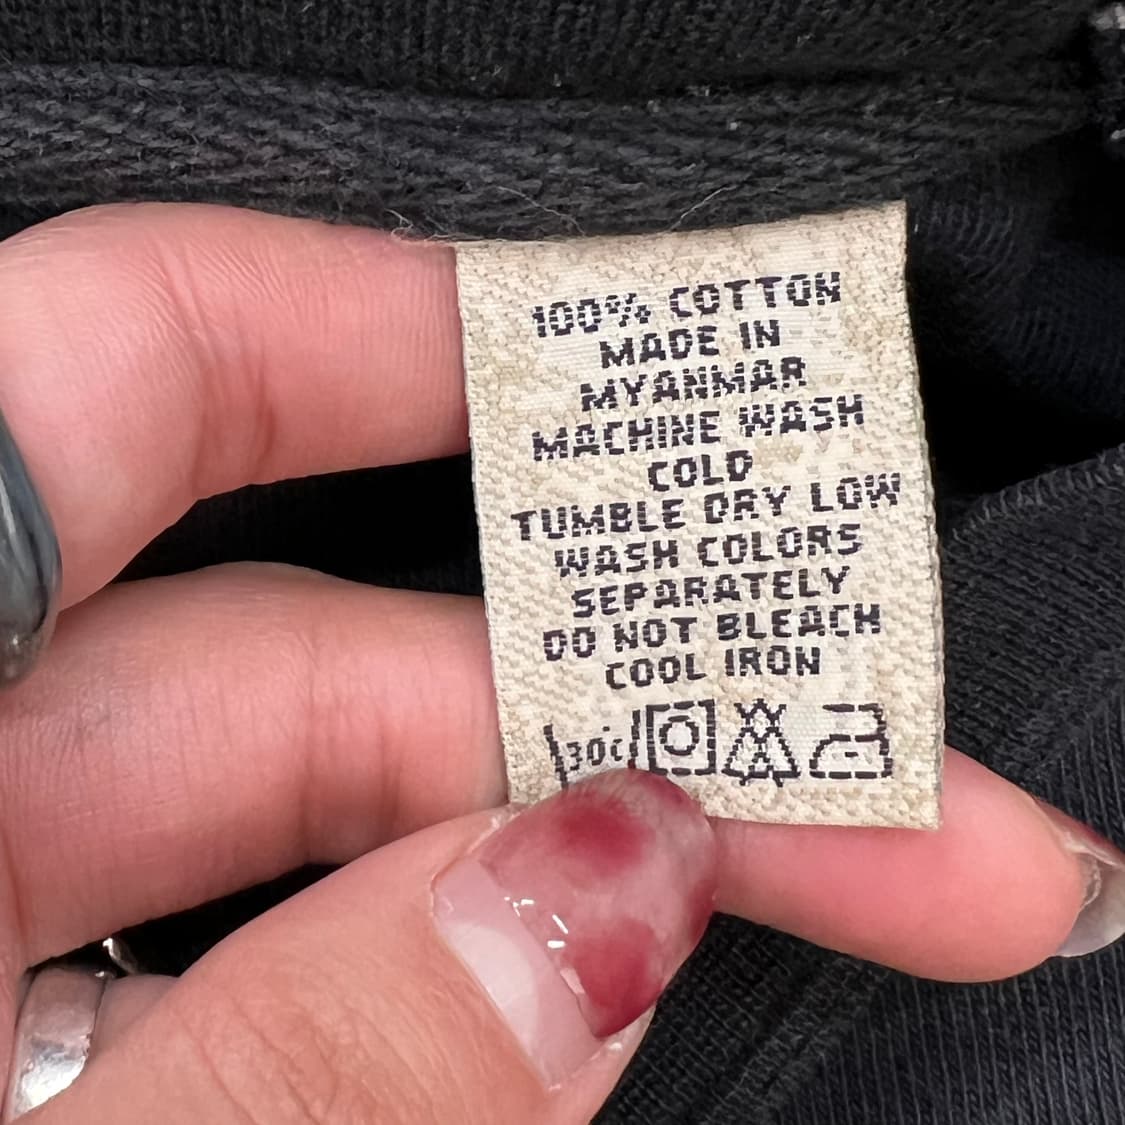 100% COTTON
MADE IN
MYANMAR
MACHINE WASH
COLD
TUMBLE DRY LOW
WASH COLORS
SEPARATELY
DO NOT BLEACH
COOL IRON
30C